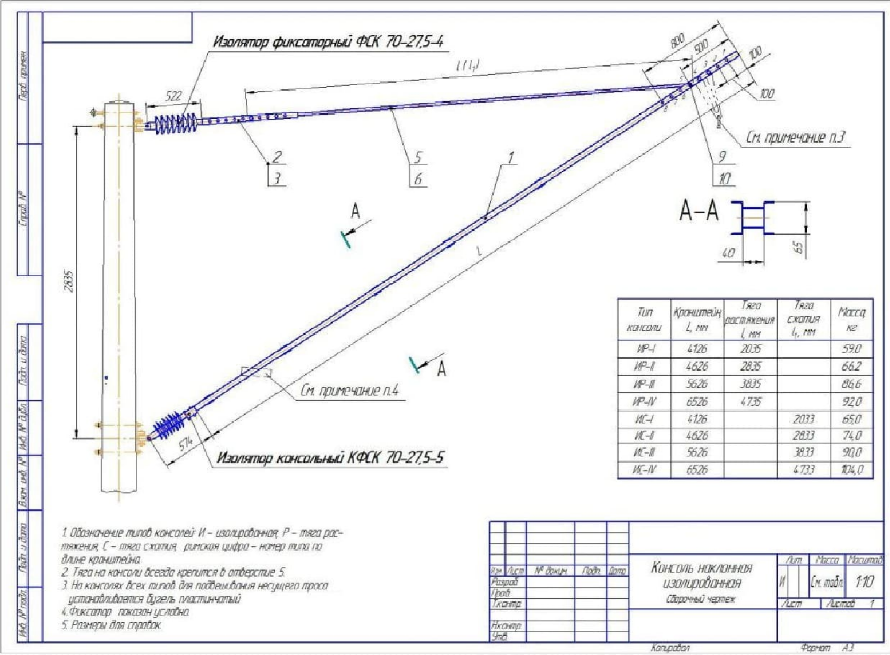 Перв. примен.
Справ. №
Подп. и дата
Инв. № дубл.
Взам. инв. №
Подп. и дата
Инв. № подл.
Изолятор фиксаторный ФСК 70-27,5-4
522
l (l₁)
800
500
100
100
2
3
5
6
1
9
10
См. примечание п.3
А
А
А-А
40
65
2835
L
См. примечание п.4
574
Изолятор консольный КФСК 70-27,5-5
Тип консоли Кронштейн L, мм Тяга растяжения l, мм Тяга сжатия l₁, мм Масса, кг
ИР-I 4126 2035 59,0
ИР-II 4626 2835 66,2
ИР-III 5626 3835 86,6
ИР-IV 6526 4735 92,0
ИС-I 4126 2033 65,0
ИС-II 4626 2833 74,0
ИС-III 5626 3833 90,0
ИС-IV 6526 4733 104,0
1. Обозначение типов консолей: И - изолированная, Р - тяга рас-
тяжения, С - тяга сжатия, римская цифра - номер типа по
длине кронштейна.
2. Тяга на консоли всегда крепится в отверстие 5.
3. На консолях всех типов для подвешивания несущего троса
устанавливается бугель пластинчатый
4. Фиксатор показан условно.
5. Размеры для справок.
Изм. Лист № докум. Подп. Дата
Разраб.
Пров.
Т.контр.
Н.контр.
Утв.
Консоль наклонная
изолированная
Сборочный чертеж
Лит. Масса Масштаб
И См. табл. 1:10
Лист Листов 1
Копировал Формат А3